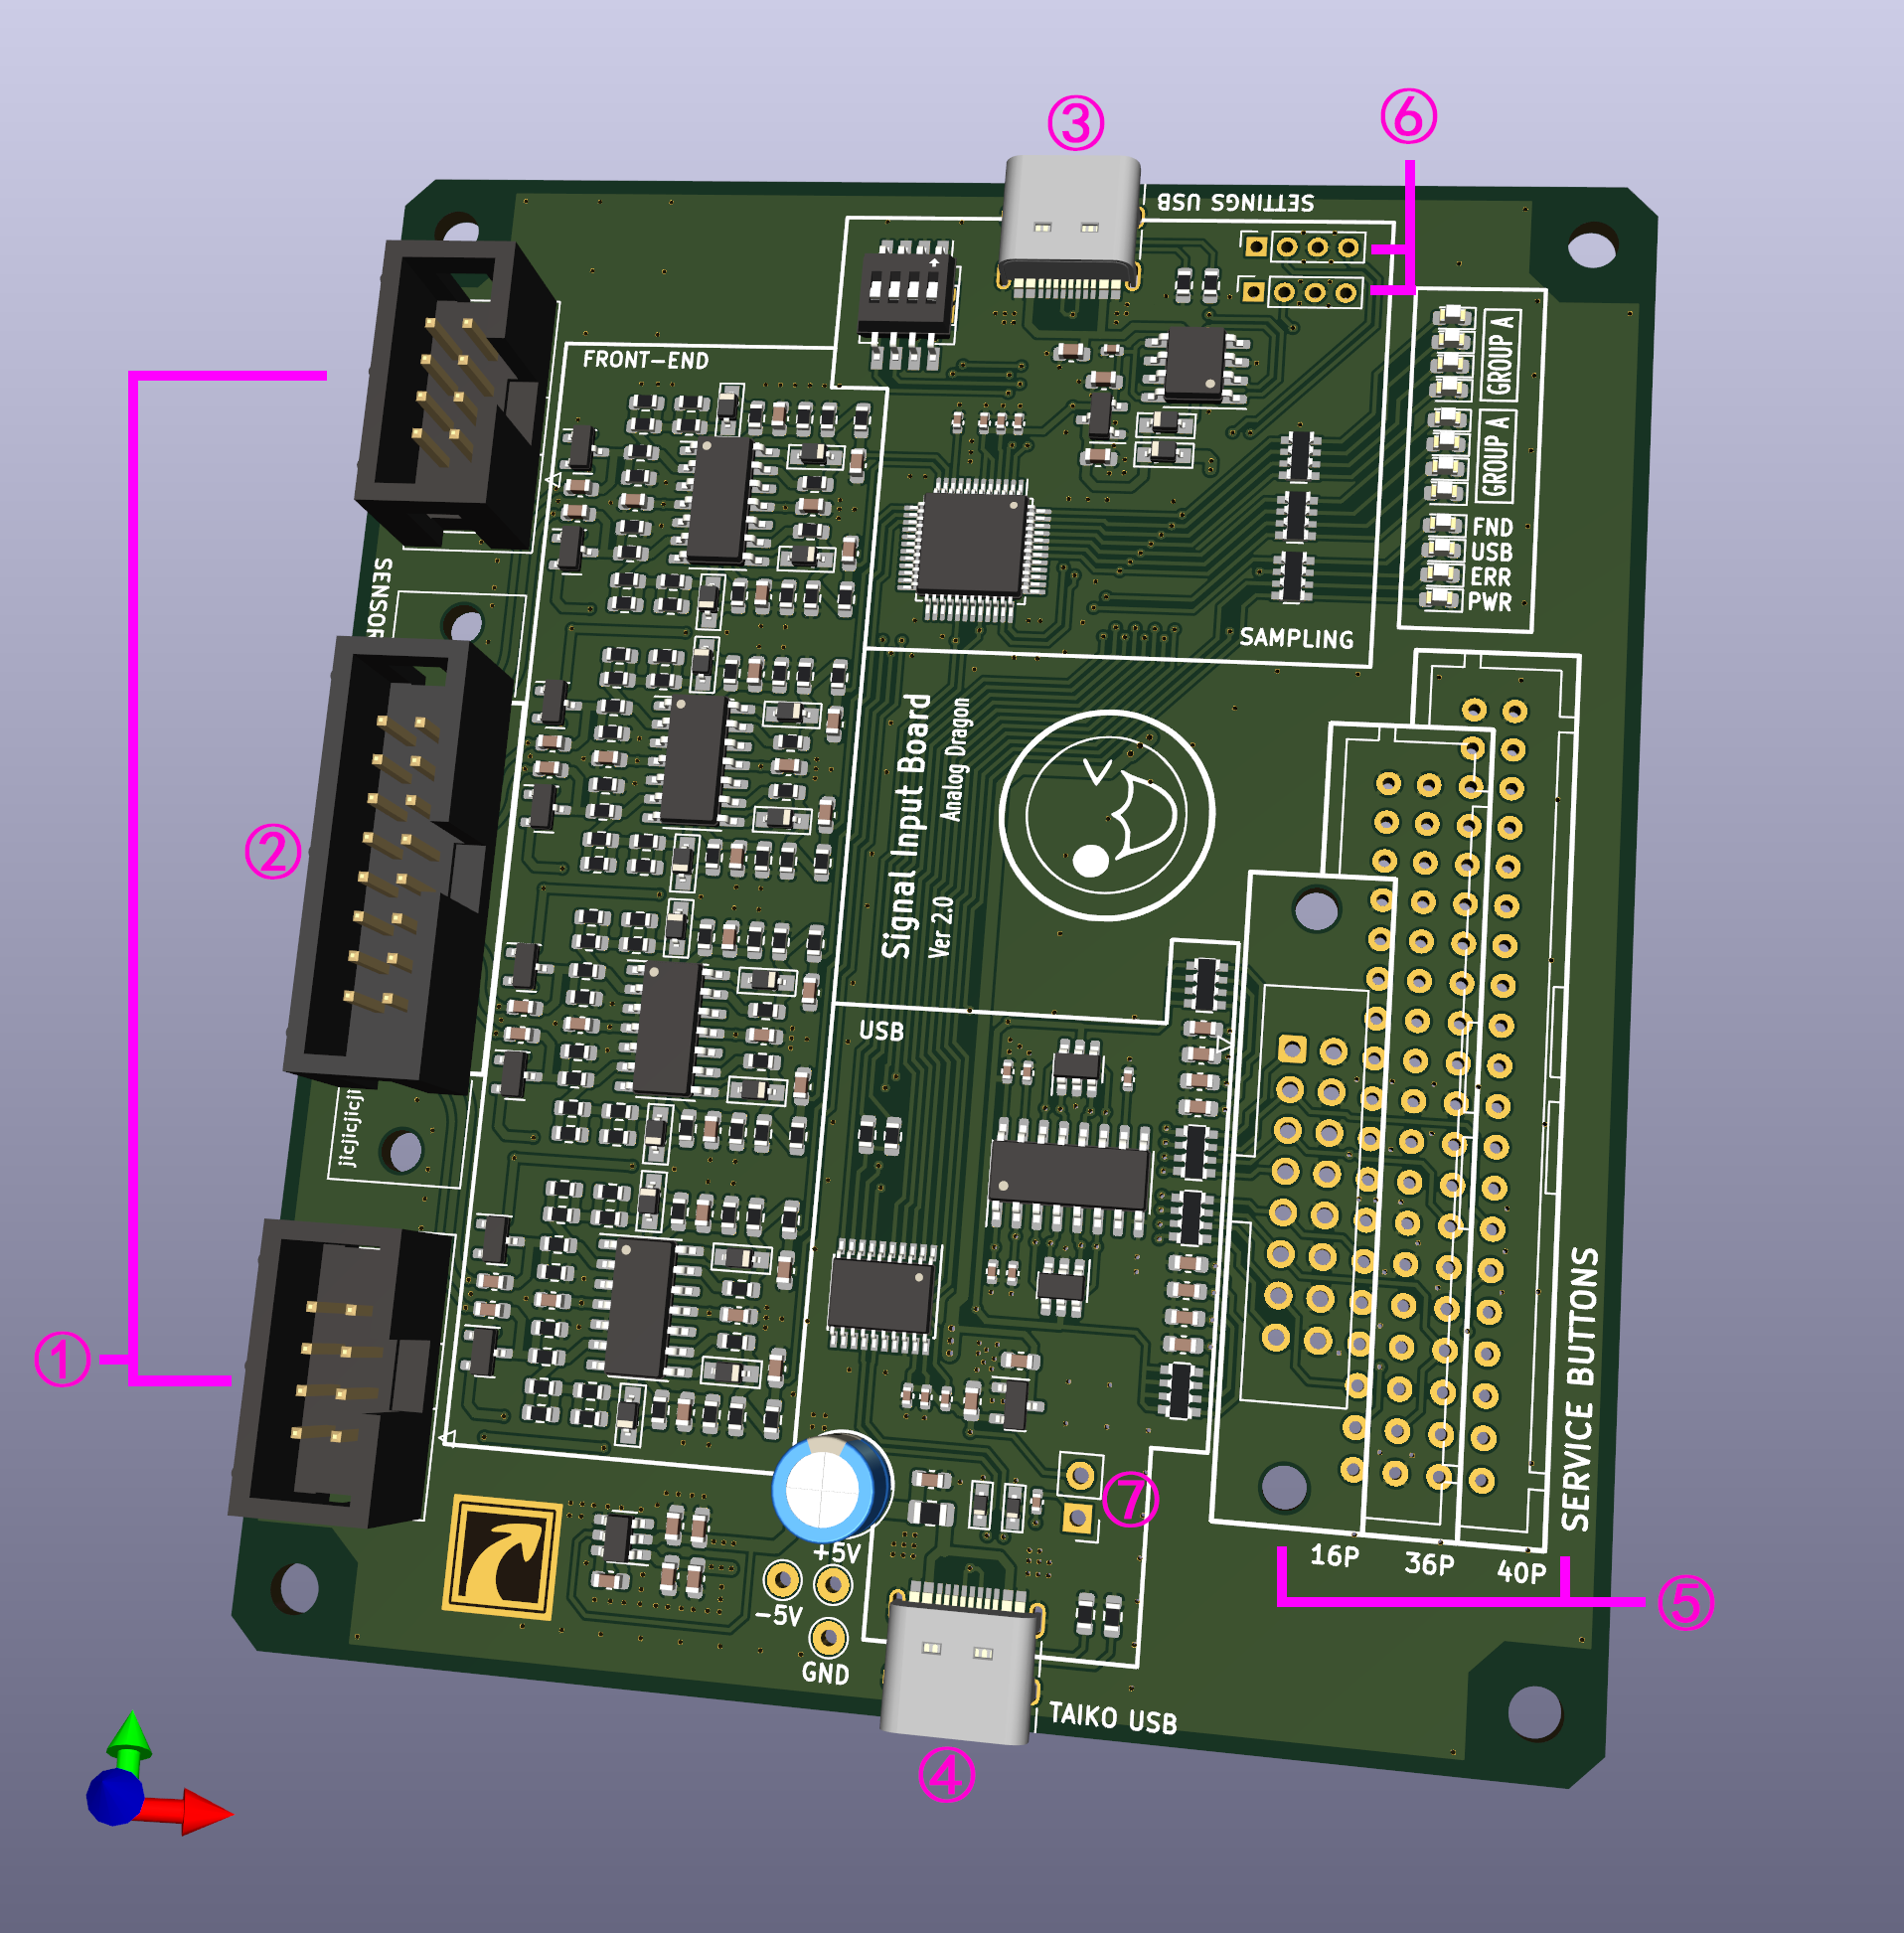 ③
⑥
SETTINGS USB
FRONT-END
GROUP A
GROUP A
FND
USB
ERR
PWR
①
SENSOR
SAMPLING
②
Signal Input Board
Analog Dragon
Ver 2.0
USB
jicjicjicji
SERVICE BUTTONS
⑦
+5V
-5V
GND
16P
36P
40P
⑤
TAIKO USB
④